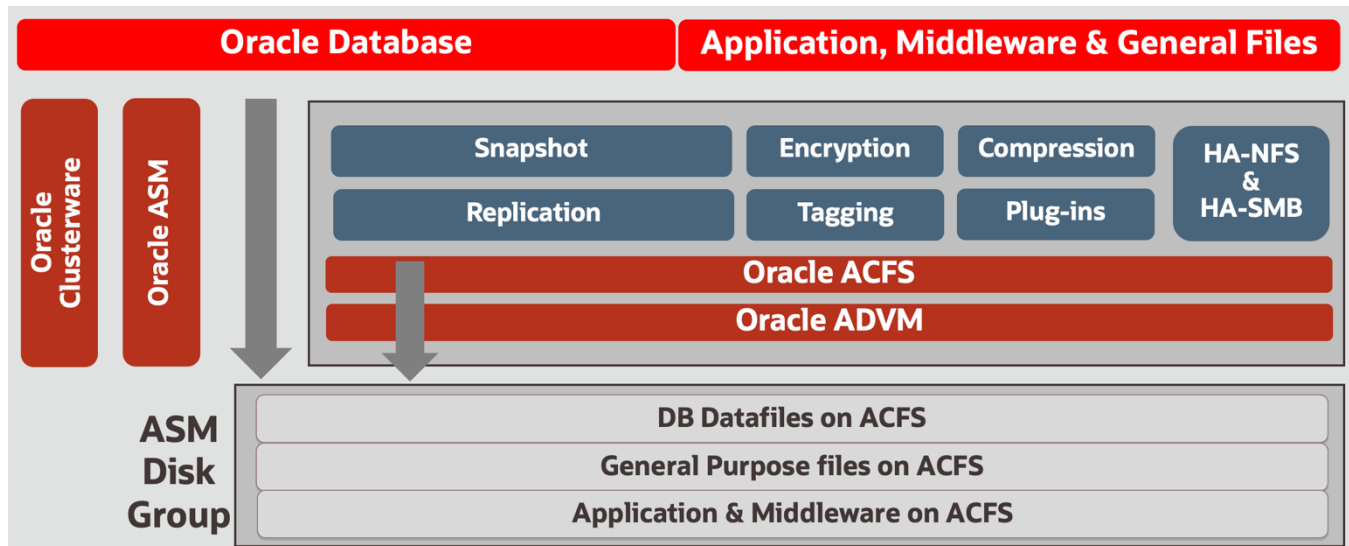 Oracle Database
Application, Middleware & General Files
Oracle
Clusterware
Oracle ASM
Snapshot
Encryption
Compression
HA-NFS
&
HA-SMB
Replication
Tagging
Plug-ins
Oracle ACFS
Oracle ADVM
ASM
Disk
Group
DB Datafiles on ACFS
General Purpose files on ACFS
Application & Middleware on ACFS